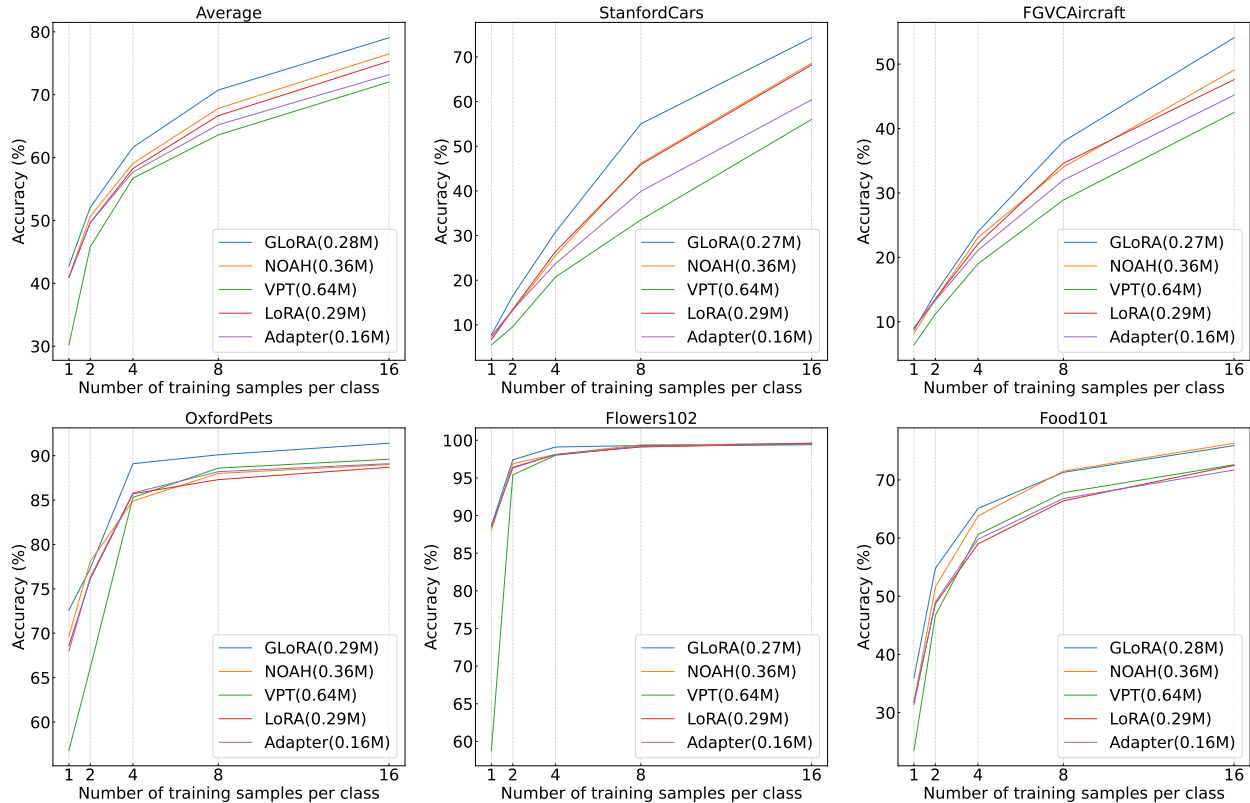 Average
80
70
60
50
40
30
Accuracy (%)
GLoRA(0.28M)
NOAH(0.36M)
VPT(0.64M)
LoRA(0.29M)
Adapter(0.16M)
1 2 4 8 16
Number of training samples per class
StanfordCars
70
60
50
40
30
20
10
Accuracy (%)
GLoRA(0.27M)
NOAH(0.36M)
VPT(0.64M)
LoRA(0.29M)
Adapter(0.16M)
1 2 4 8 16
Number of training samples per class
FGVCAircraft
50
40
30
20
10
Accuracy (%)
GLoRA(0.27M)
NOAH(0.36M)
VPT(0.64M)
LoRA(0.29M)
Adapter(0.16M)
1 2 4 8 16
Number of training samples per class
OxfordPets
90
85
80
75
70
65
60
Accuracy (%)
GLoRA(0.29M)
NOAH(0.36M)
VPT(0.64M)
LoRA(0.29M)
Adapter(0.16M)
1 2 4 8 16
Number of training samples per class
Flowers102
100
95
90
85
80
75
70
65
60
Accuracy (%)
GLoRA(0.27M)
NOAH(0.36M)
VPT(0.64M)
LoRA(0.29M)
Adapter(0.16M)
1 2 4 8 16
Number of training samples per class
Food101
70
60
50
40
30
Accuracy (%)
GLoRA(0.28M)
NOAH(0.36M)
VPT(0.64M)
LoRA(0.29M)
Adapter(0.16M)
1 2 4 8 16
Number of training samples per class